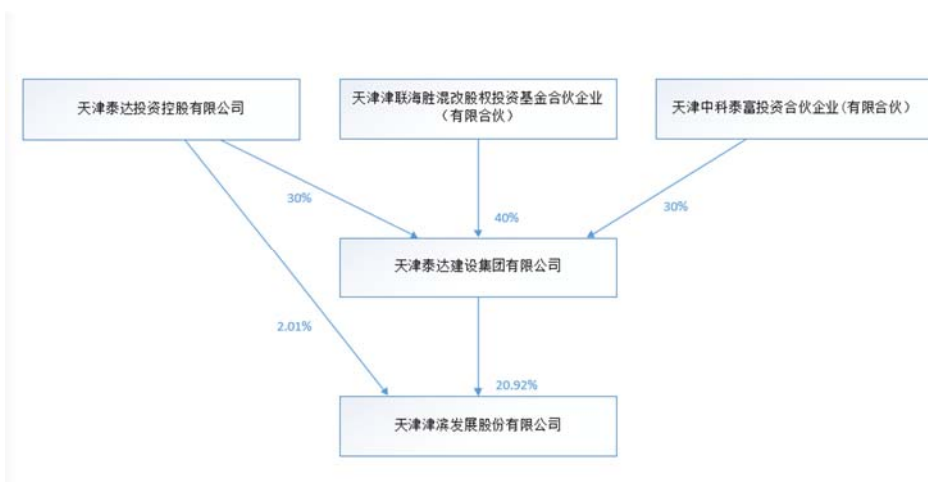 天津泰达投资控股有限公司
天津津联海胜混改股权投资基金合伙企业
（有限合伙）
天津中科泰富投资合伙企业（有限合伙）
30%
40%
30%
天津泰达建设集团有限公司
2.01%
20.92%
天津津滨发展股份有限公司